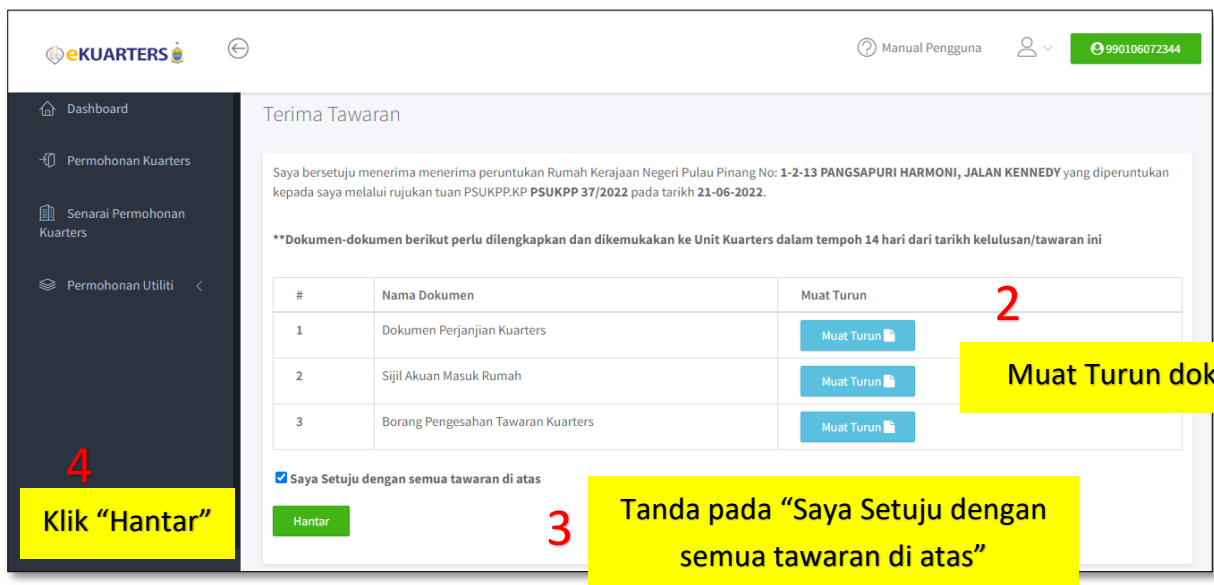 eKUARTERS
Manual Pengguna
990106072344
Dashboard
Permohonan Kuarters
Senarai Permohonan
Kuarters
Permohonan Utiliti
Terima Tawaran
Saya bersetuju menerima menerima peruntukan Rumah Kerajaan Negeri Pulau Pinang No: 1-2-13 PANGSAPURI HARMONI, JALAN KENNEDY yang diperuntukan
kepada saya melalui rujukan tuan PSUKPP.KP PSUKPP 37/2022 pada tarikh 21-06-2022.
**Dokumen-dokumen berikut perlu dilengkapkan dan dikemukakan ke Unit Kuarters dalam tempoh 14 hari dari tarikh kelulusan/tawaran ini
# Nama Dokumen Muat Turun
1 Dokumen Perjanjian Kuarters Muat Turun
2 Sijil Akuan Masuk Rumah Muat Turun
3 Borang Pengesahan Tawaran Kuarters Muat Turun
2
Muat Turun dok
Saya Setuju dengan semua tawaran di atas
Hantar
3
Tanda pada “Saya Setuju dengan
semua tawaran di atas”
4
Klik “Hantar”